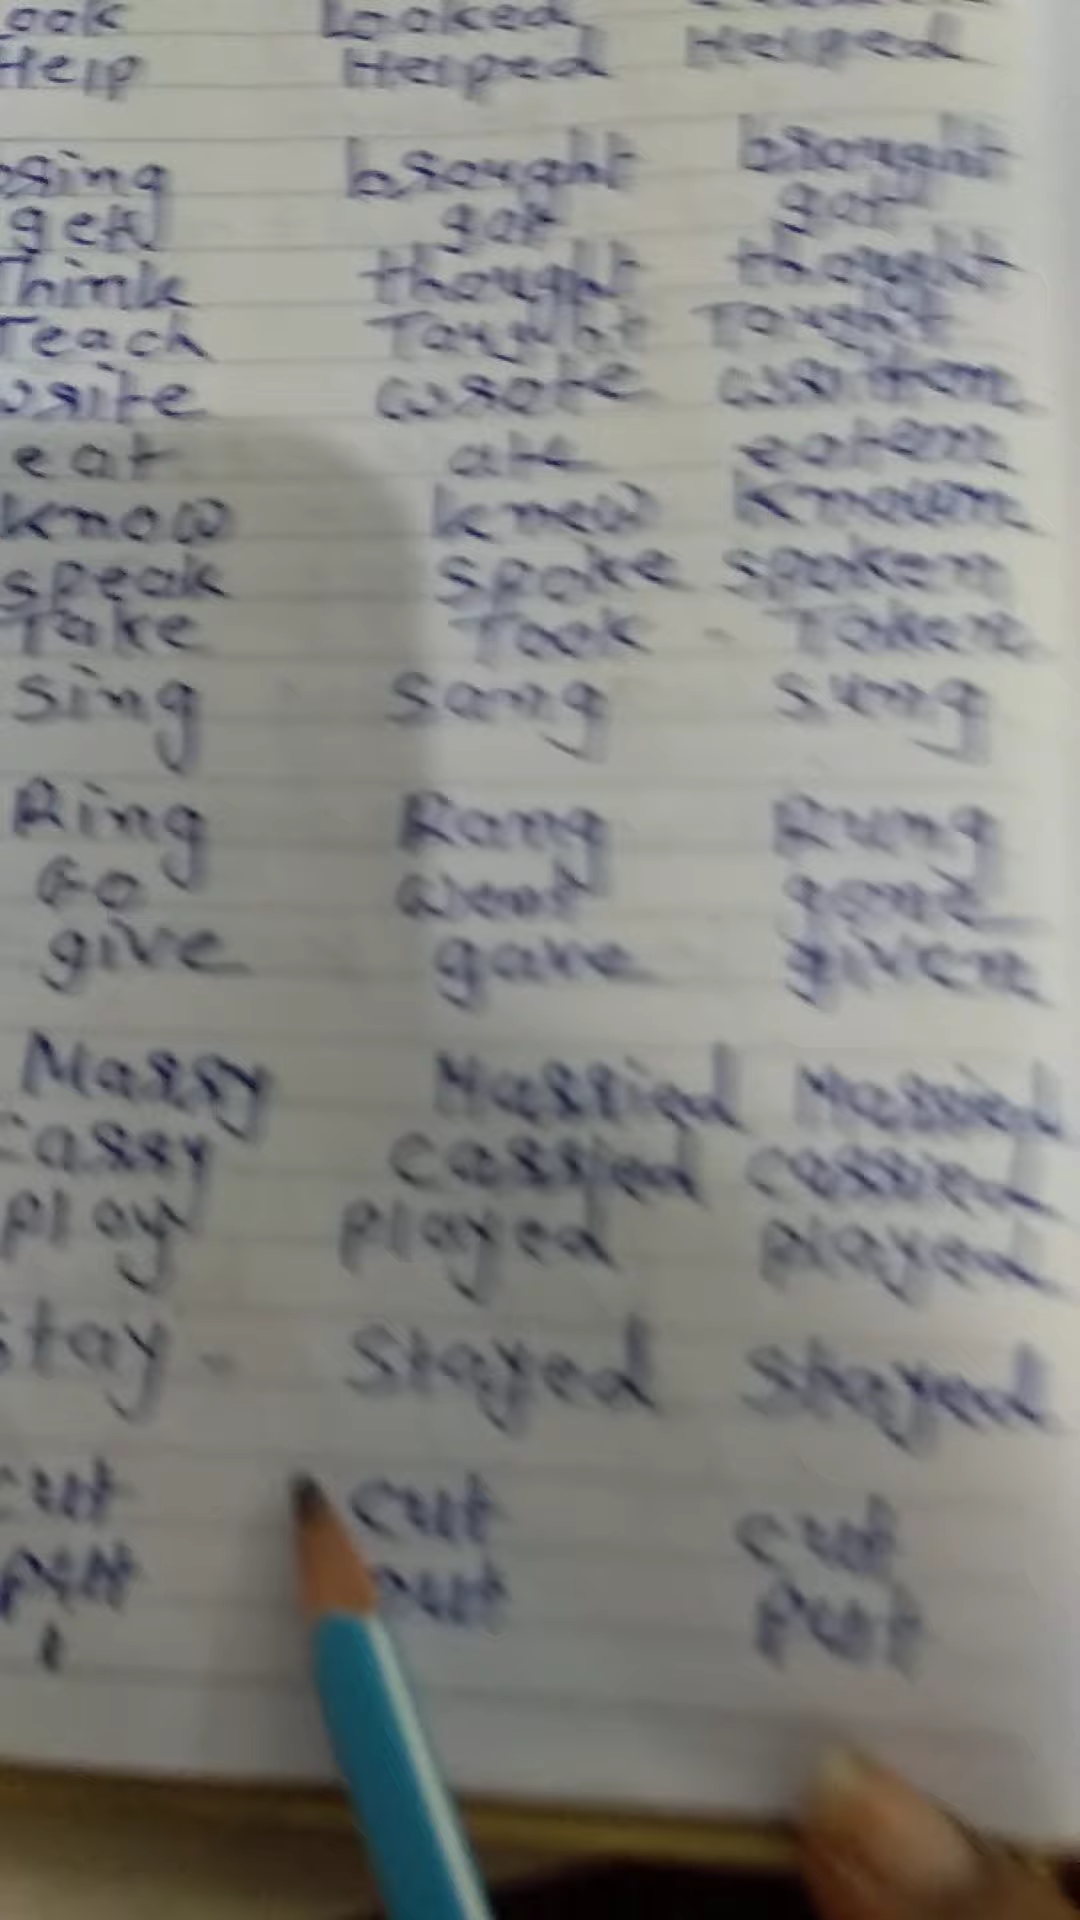 ook Looked
Help Helped Helped
bring brought brought
get got got
Think thought thought
Teach Taught Taught
write wrote written
eat ate eaten
know knew known
speak spoke spoken
Take Took Taken
Sing Sang sung
Ring Rang Rung
Go went gone
give gave given
Marry Married Married
Carry carried carried
play played played
Stay stayed stayed
cut cut cut
put put put